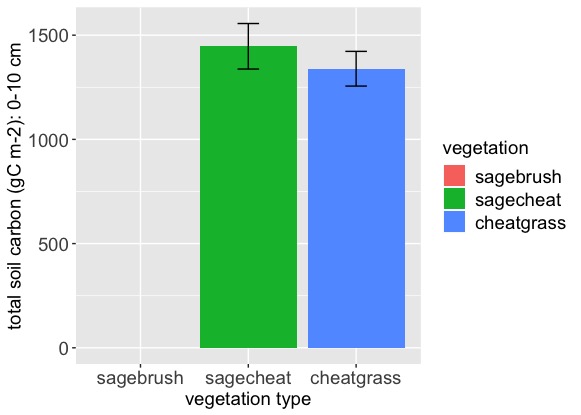 total soil carbon (gC m-2): 0-10 cm
1500
1000
500
0
sagebrush sagecheat cheatgrass
vegetation type
vegetation
sagebrush
sagecheat
cheatgrass